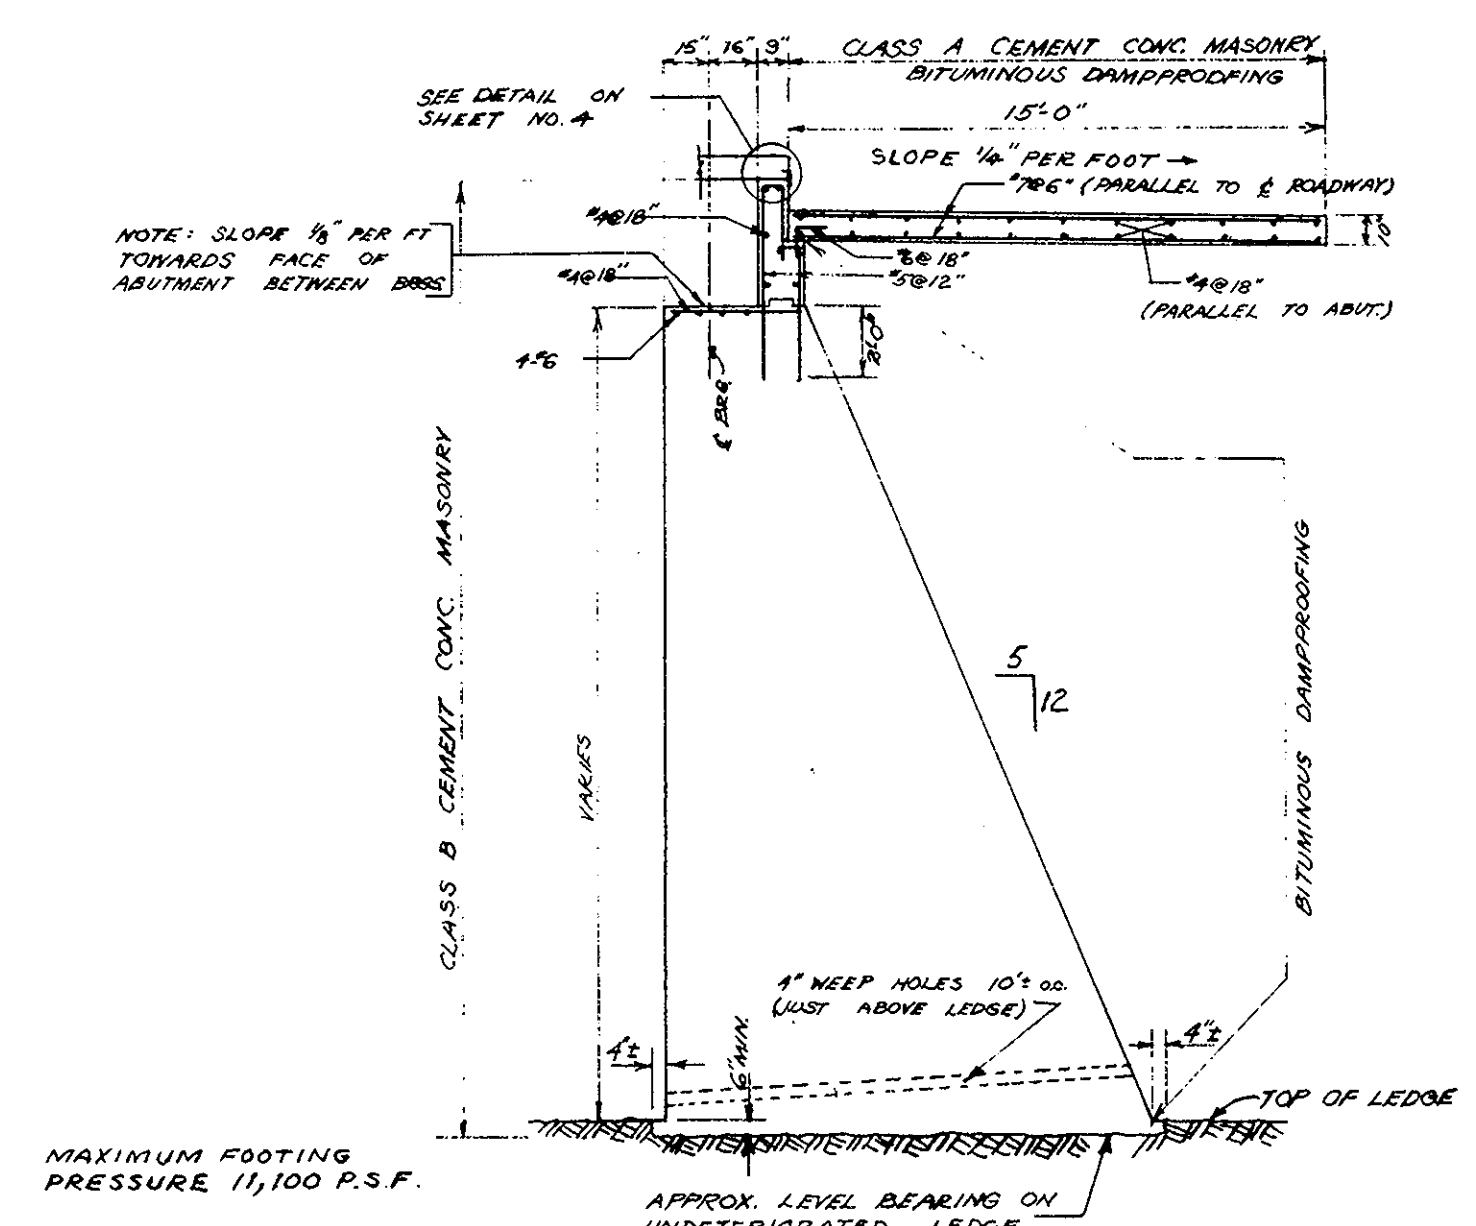 15" 16" 9" CLASS A CEMENT CONC. MASONRY
BITUMINOUS DAMPPROOFING
15'-0"
SEE DETAIL ON
SHEET NO. 4
SLOPE 1/4" PER FOOT
#7@6" (PARALLEL TO ℄ ROADWAY)
#4@18"
10"
NOTE: SLOPE 1/8" PER FT
TOWARDS FACE OF
ABUTMENT BETWEEN
#4@18"
#6@18"
#5@12"
#4@18"
(PARALLEL TO ABUT.)
2'-0"
4-#6
℄ BRG.
CLASS B CEMENT CONC. MASONRY
VARIES
5
12
BITUMINOUS DAMPPROOFING
4" WEEP HOLES 10'± o.c.
(JUST ABOVE LEDGE)
4"±
6" MIN.
4"±
TOP OF LEDGE
MAXIMUM FOOTING
PRESSURE 11,100 P.S.F.
APPROX. LEVEL BEARING ON
UNDETERIORATED LEDGE